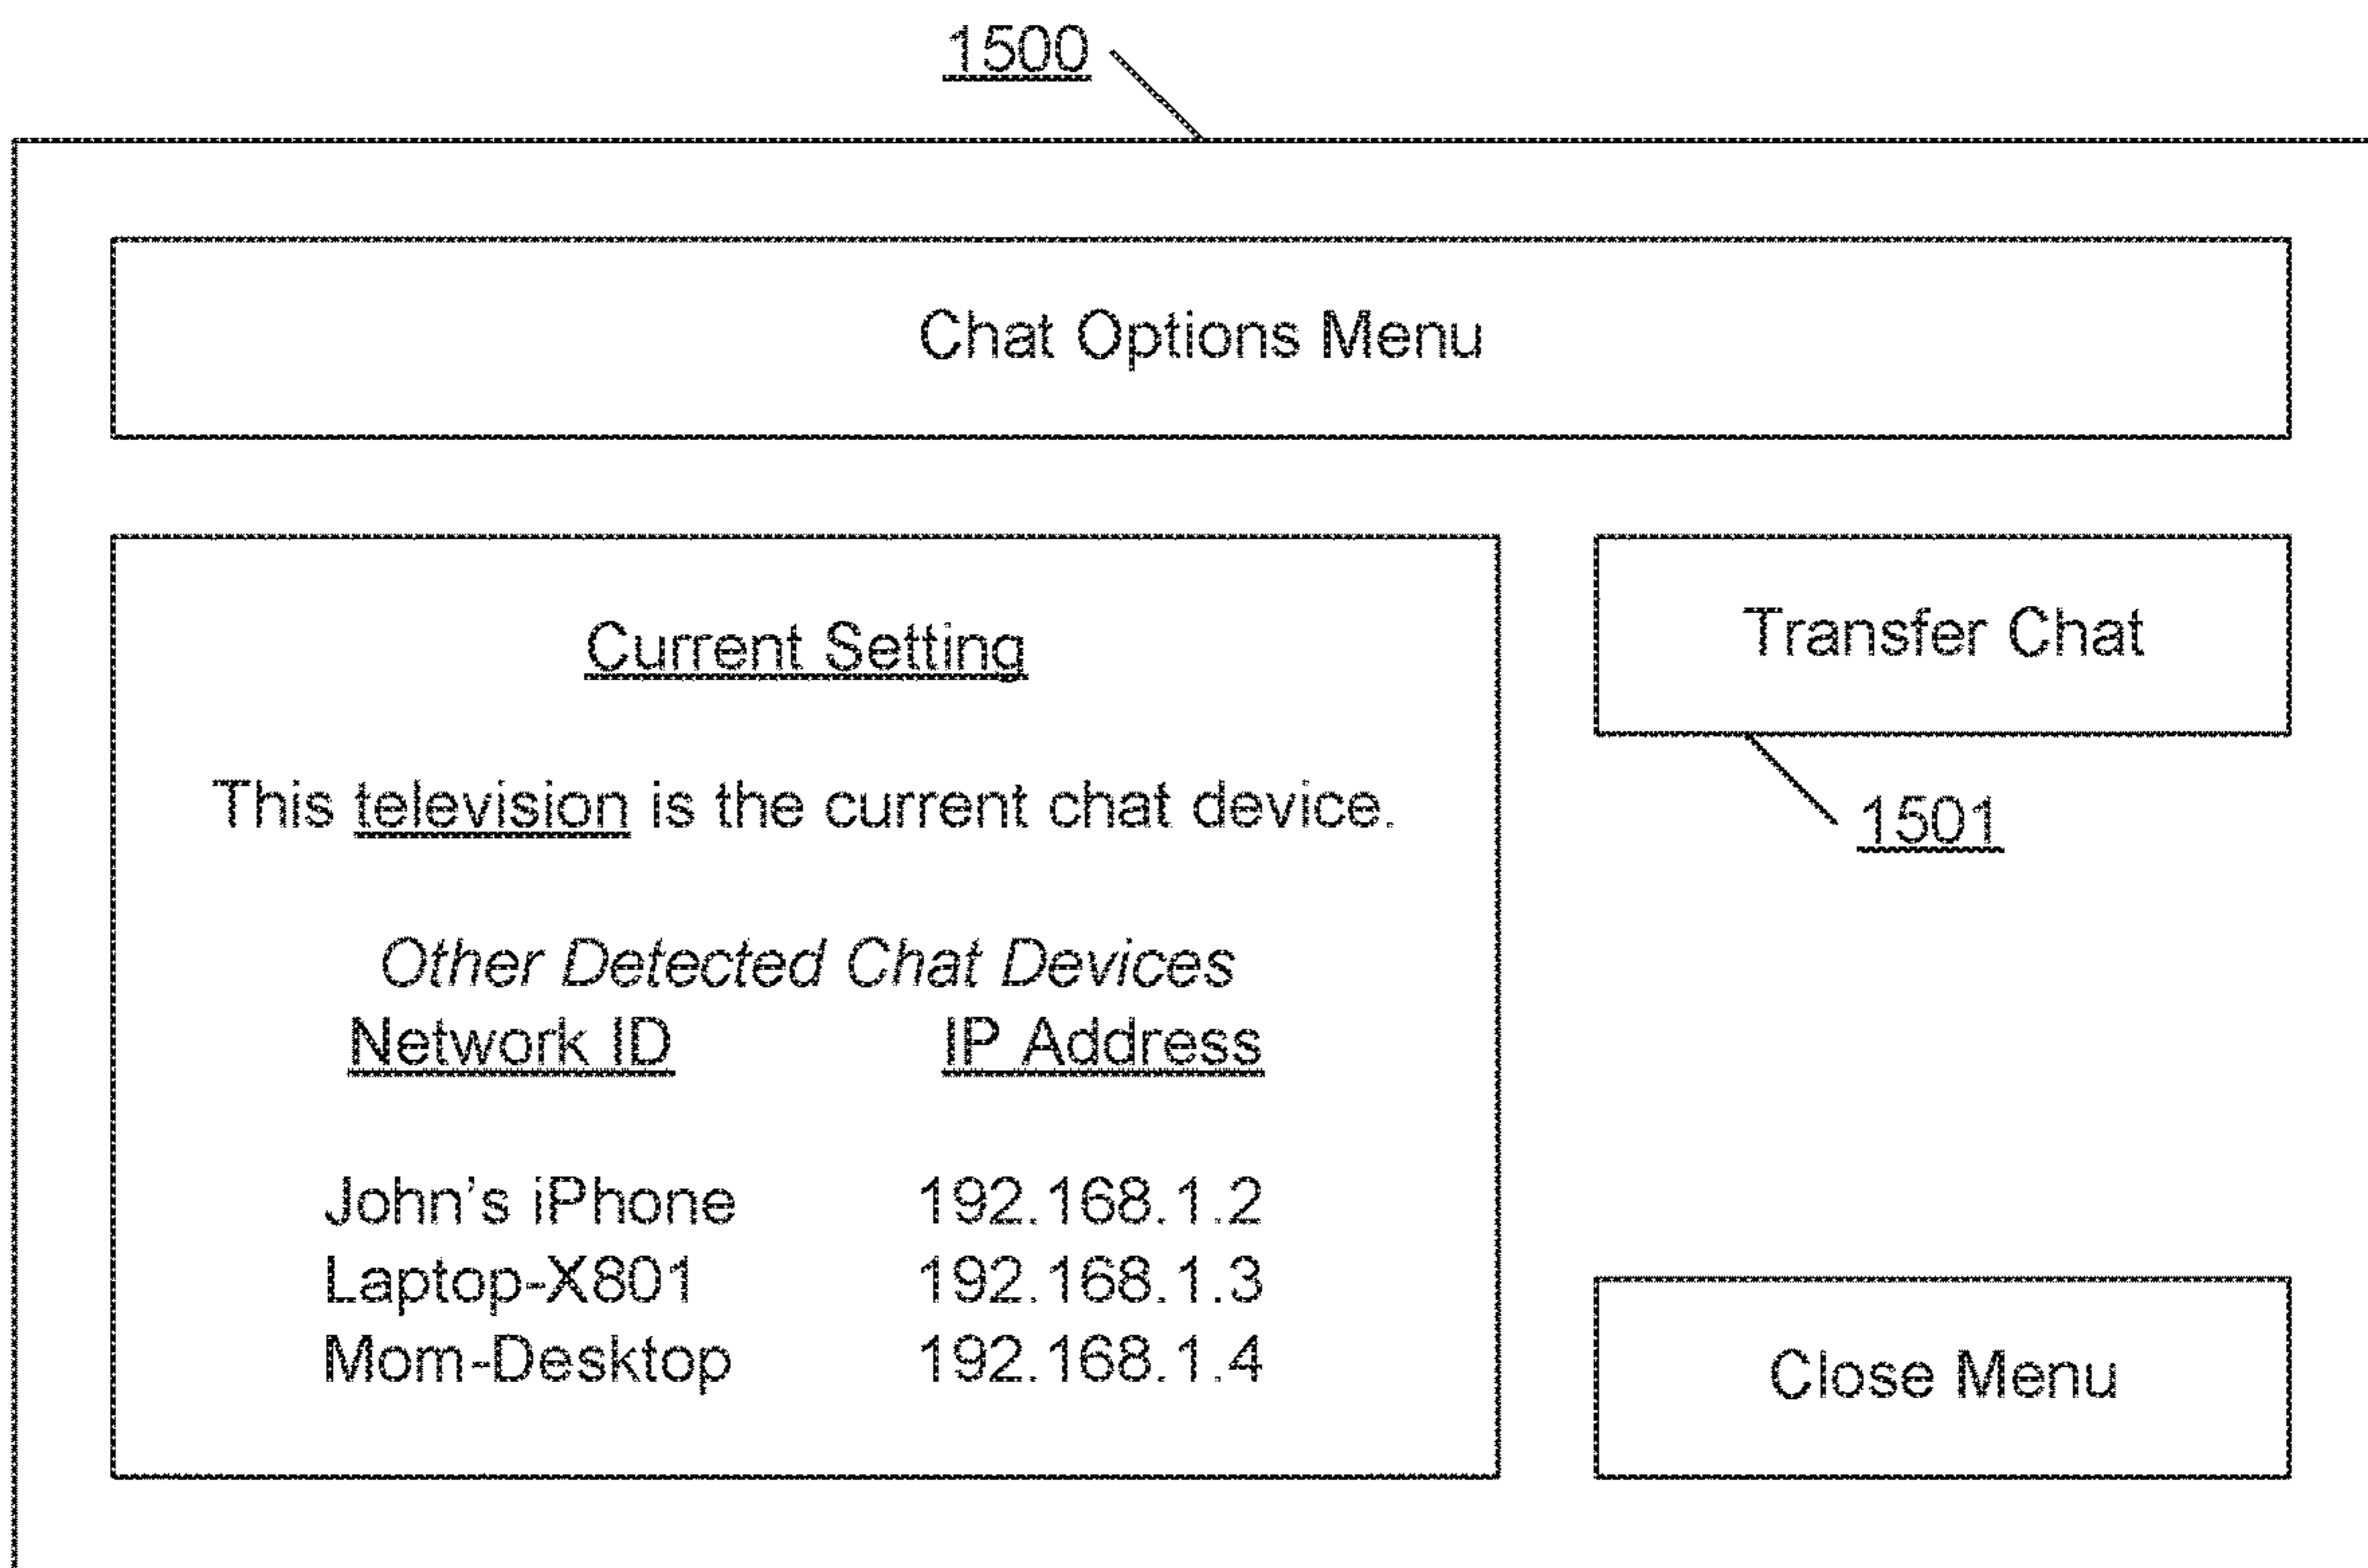 1500
Chat Options Menu
Current Setting
This television is the current chat device.
Other Detected Chat Devices
Network ID IP Address
John's iPhone 192.168.1.2
Laptop-X801 192.168.1.3
Mom-Desktop 192.168.1.4
Transfer Chat
1501
Close Menu